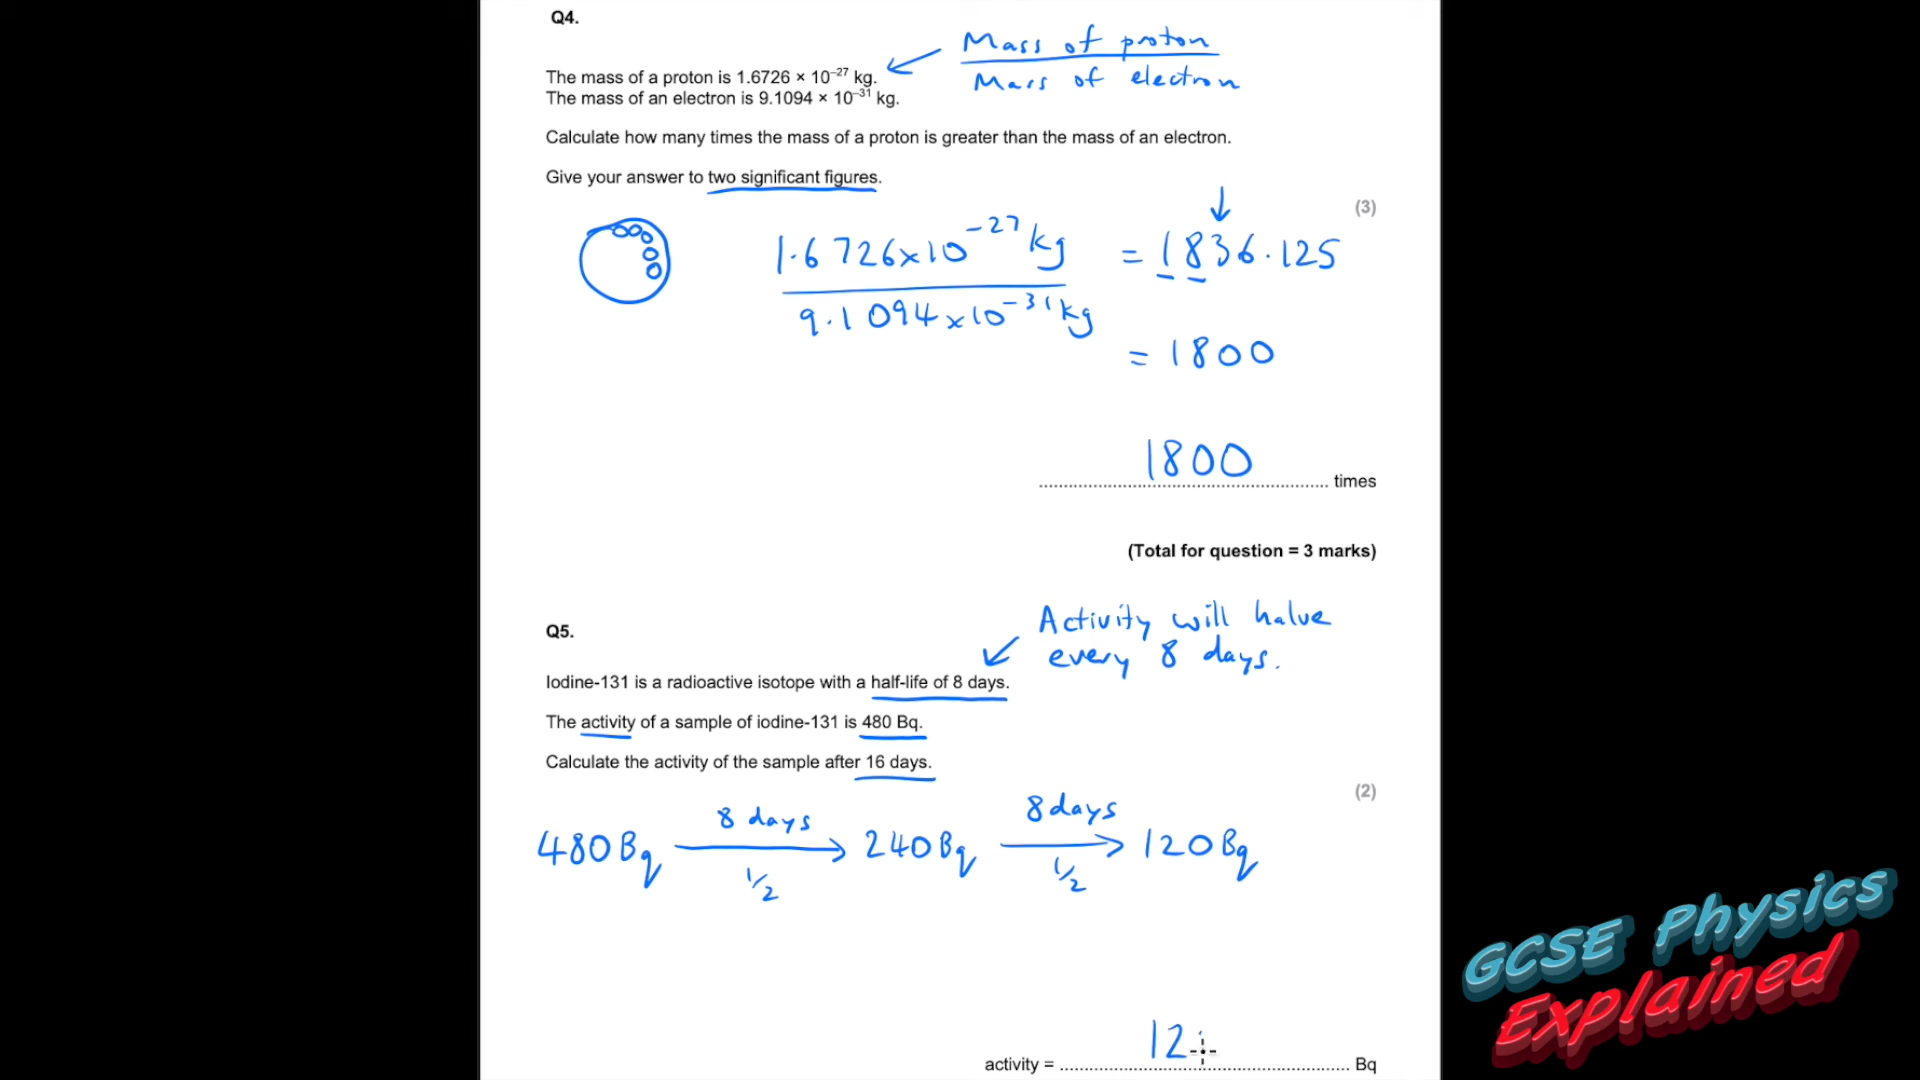 Q4.
Mass of proton
The mass of a proton is 1.6726 × 10⁻²⁷ kg.
Mass of electron
The mass of an electron is 9.1094 × 10⁻³¹ kg.
Calculate how many times the mass of a proton is greater than the mass of an electron.
Give your answer to two significant figures.
(3)
1.6726×10⁻²⁷ kg = 1836.125
9.1094×10⁻³¹ kg
= 1800
1800
times
(Total for question = 3 marks)
Activity will halve
Q5.
every 8 days.
Iodine-131 is a radioactive isotope with a half-life of 8 days.
The activity of a sample of iodine-131 is 480 Bq.
Calculate the activity of the sample after 16 days.
(2)
8 days 8 days
480Bq 240Bq 120Bq
1/2 1/2
GCSE Physics
Explained
12
activity = Bq